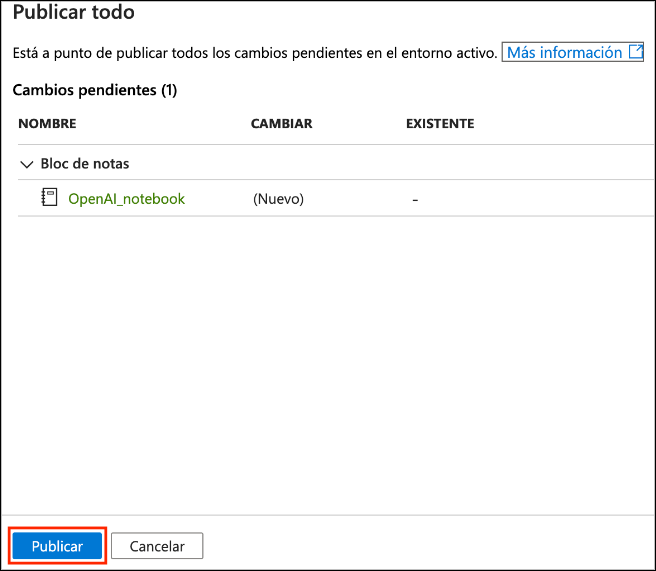 Publicar todo
Está a punto de publicar todos los cambios pendientes en el entorno activo. Más información
Cambios pendientes (1)
NOMBRE CAMBIAR EXISTENTE
Bloc de notas
OpenAI_notebook (Nuevo) -
Publicar Cancelar